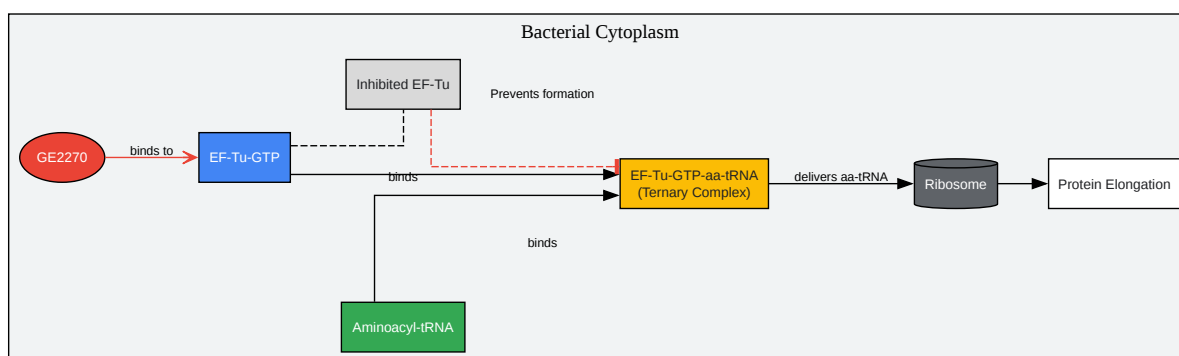 Bacterial Cytoplasm
Inhibited EF-Tu
Prevents formation
GE2270
binds to
EF-Tu-GTP
binds
EF-Tu-GTP-aa-tRNA
(Ternary Complex)
delivers aa-tRNA
Ribosome
Protein Elongation
binds
Aminoacyl-tRNA